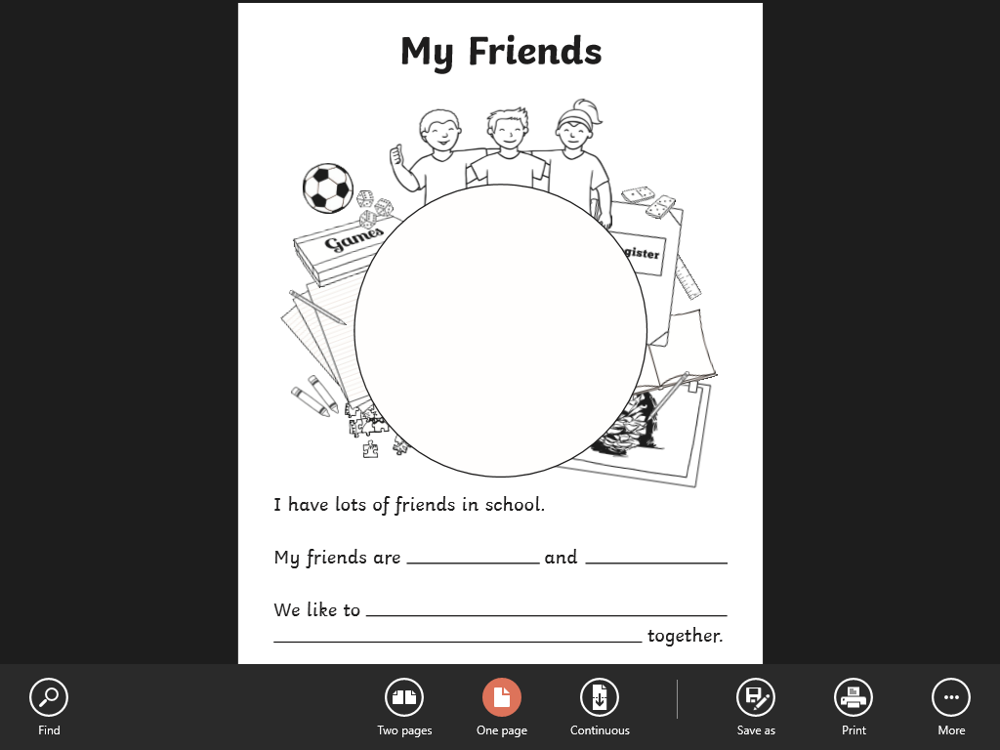 My Friends
Games
gister
I have lots of friends in school.
My friends are ____________ and ____________
We like to ______________________________
______________________________ together.
Find
Two pages
One page
Continuous
Save as
Print
More